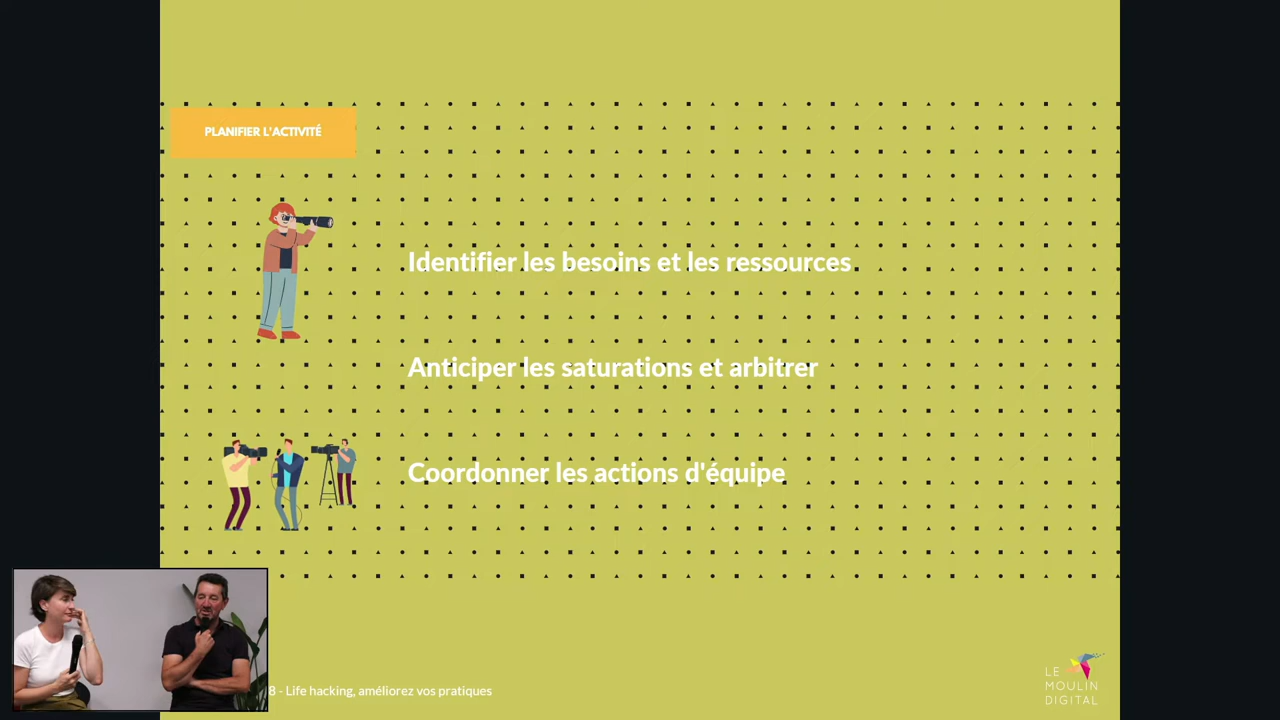 PLANIFIER L'ACTIVITÉ
Identifier les besoins et les ressources
Anticiper les saturations et arbitrer
Coordonner les actions d'équipe
8 - Life hacking, améliorez vos pratiques
LE
MOULIN
DIGITAL